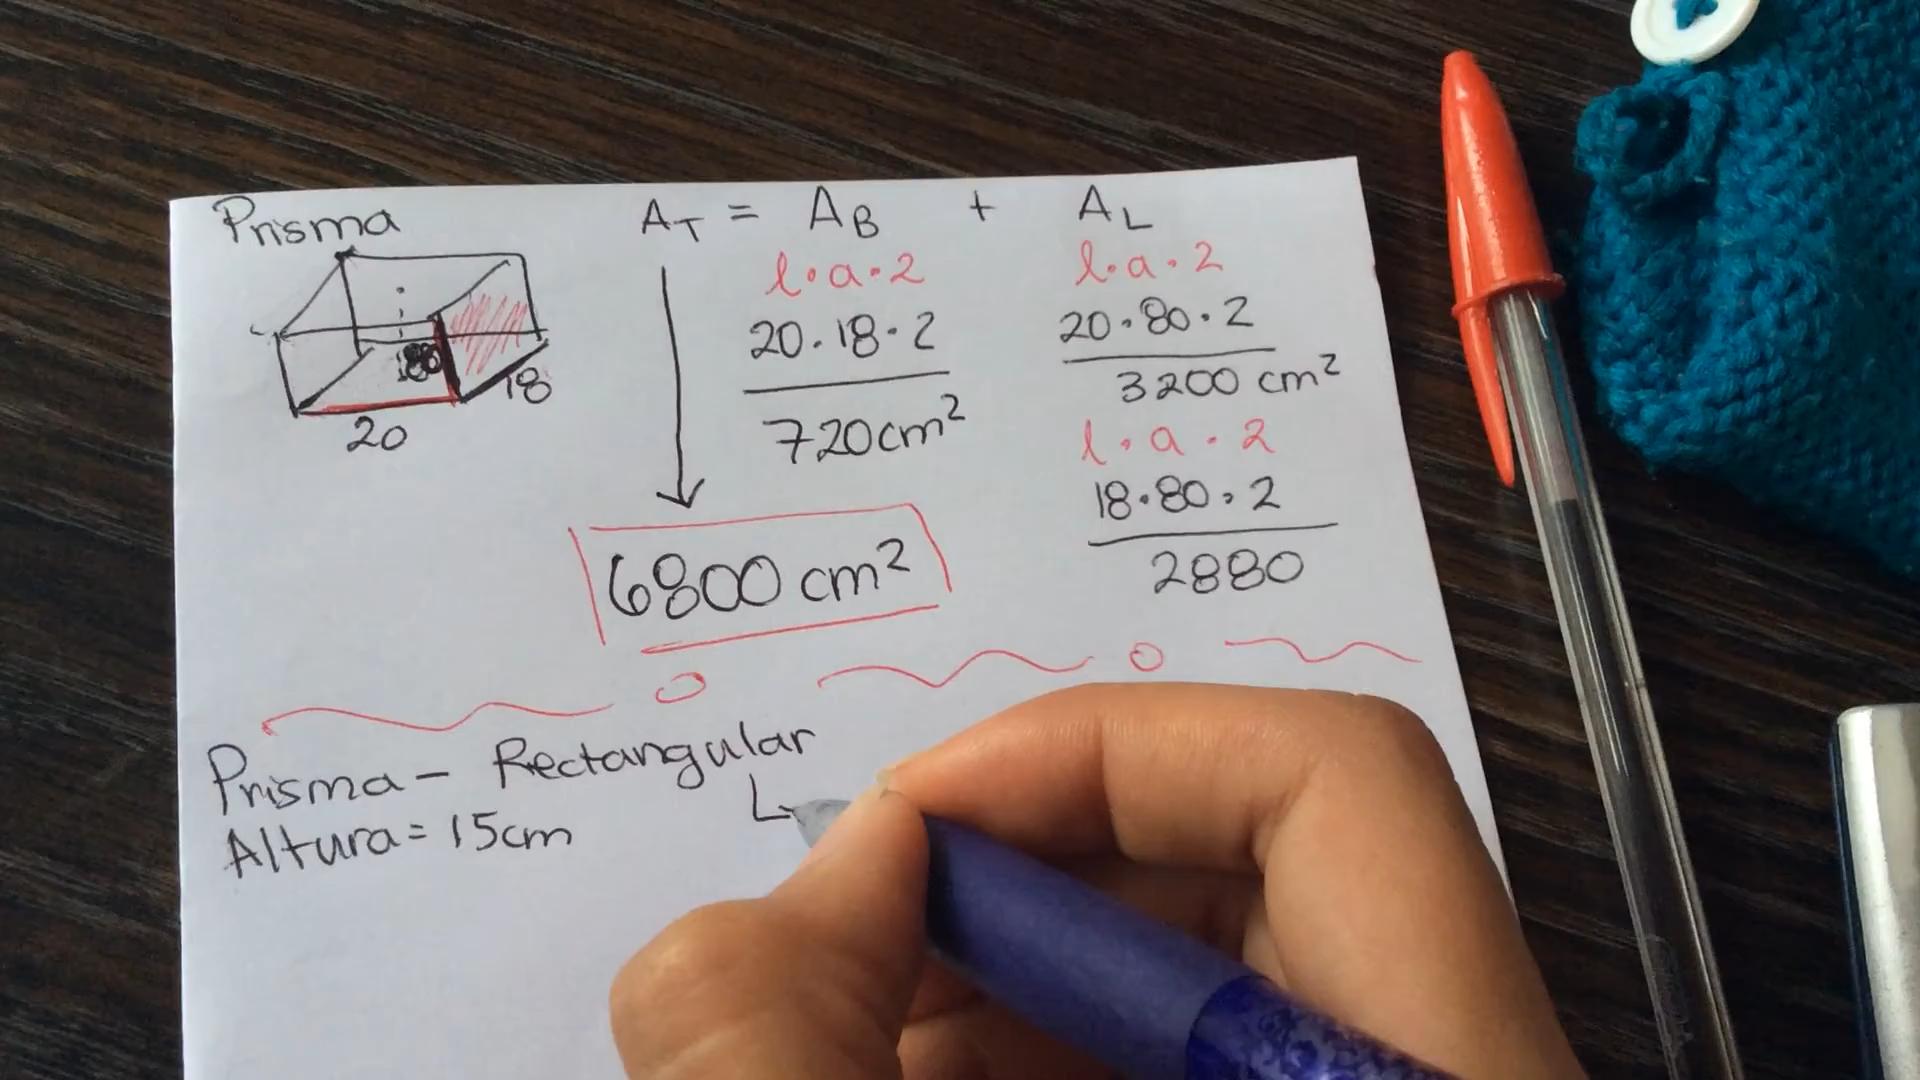 Prisma
A_T = A_B + A_L
l·a·2
l·a·2
20·18·2
20·80·2
720cm²
3200 cm²
l·a·2
18·80·2
2880
80
18
20
6800 cm²
Prisma – Rectangular
Altura = 15cm